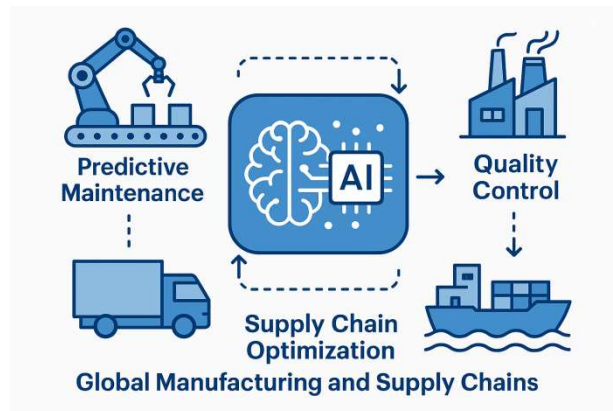 Predictive
Maintenance
AI
Quality
Control
Supply Chain
Optimization
Global Manufacturing and Supply Chains